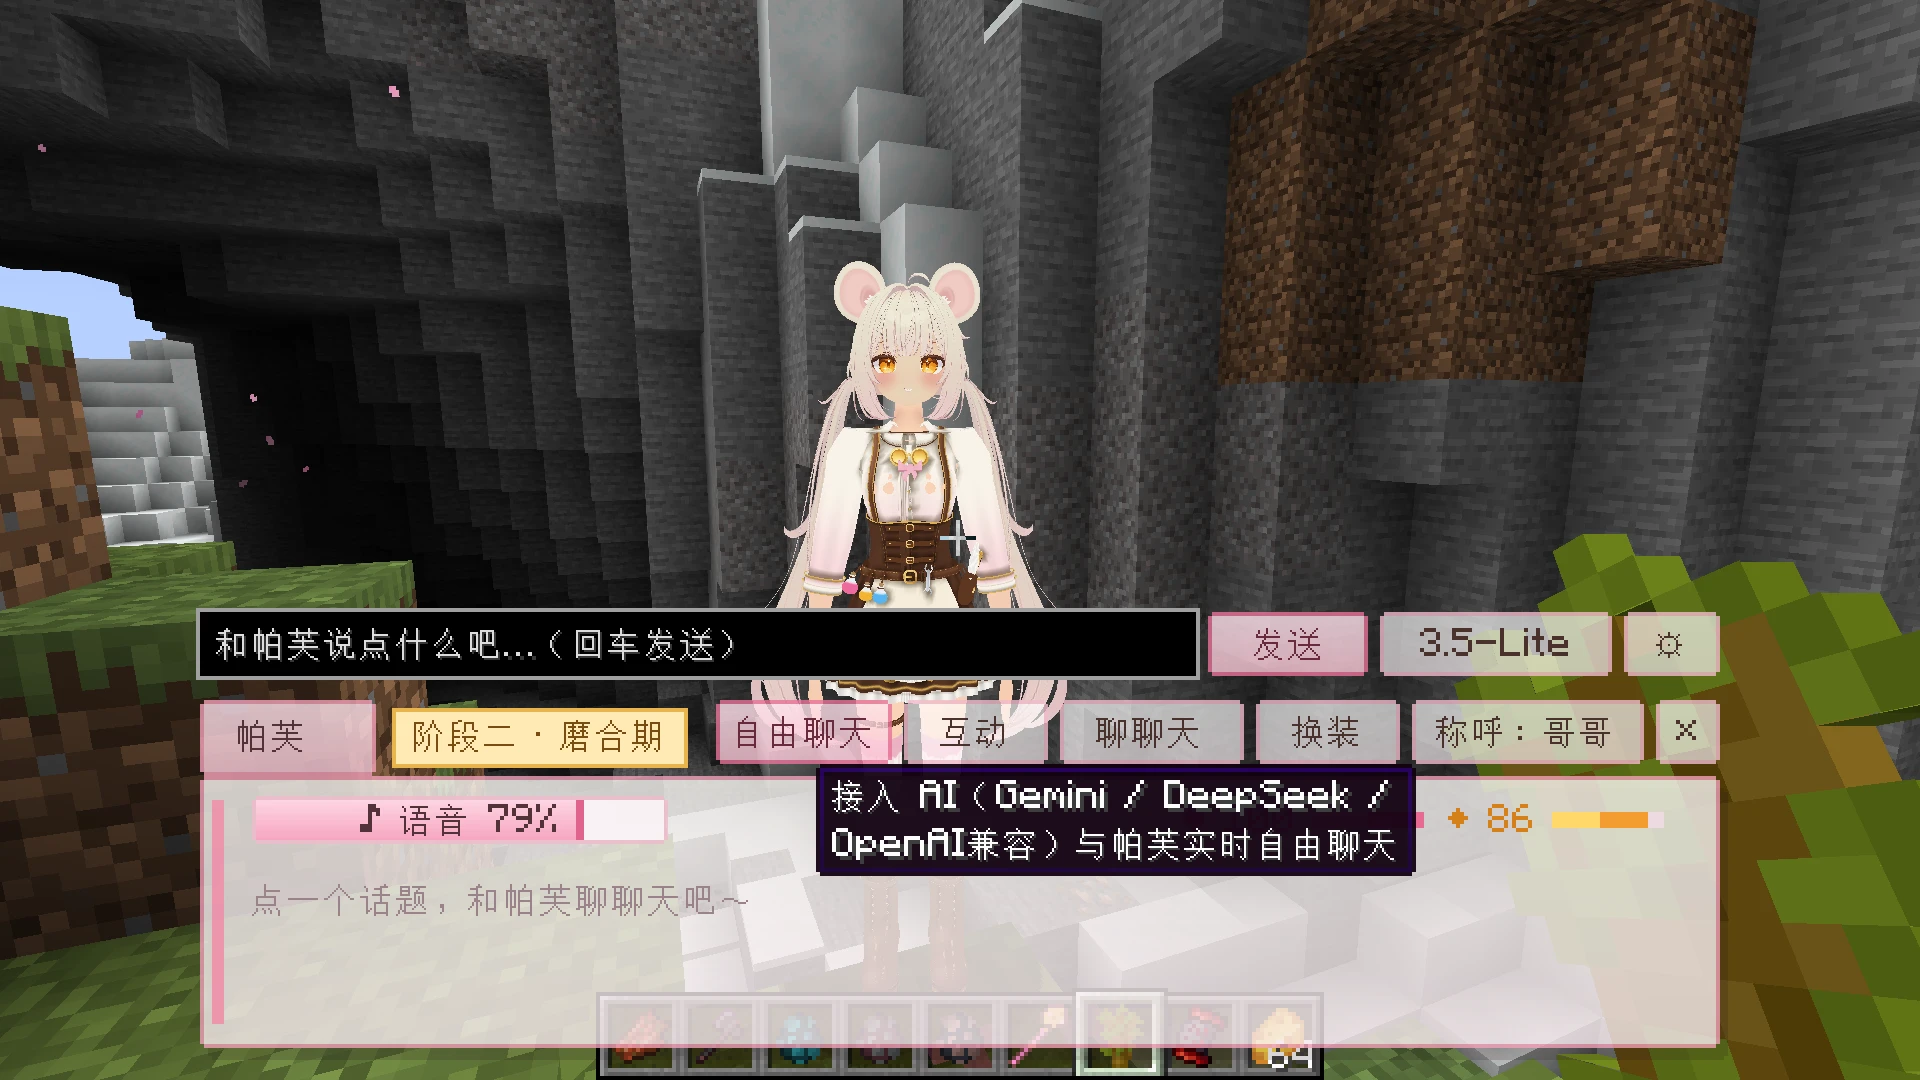 和帕芙说点什么吧...（回车发送）
发送
3.5-Lite
帕芙
阶段二 · 磨合期
自由聊天
互动
聊聊天
换装
称呼：哥哥
×
♪ 语音 79%
接入 AI（Gemini / DeepSeek /
OpenAI兼容）与帕芙实时自由聊天
86
点一个话题，和帕芙聊聊天吧～
64